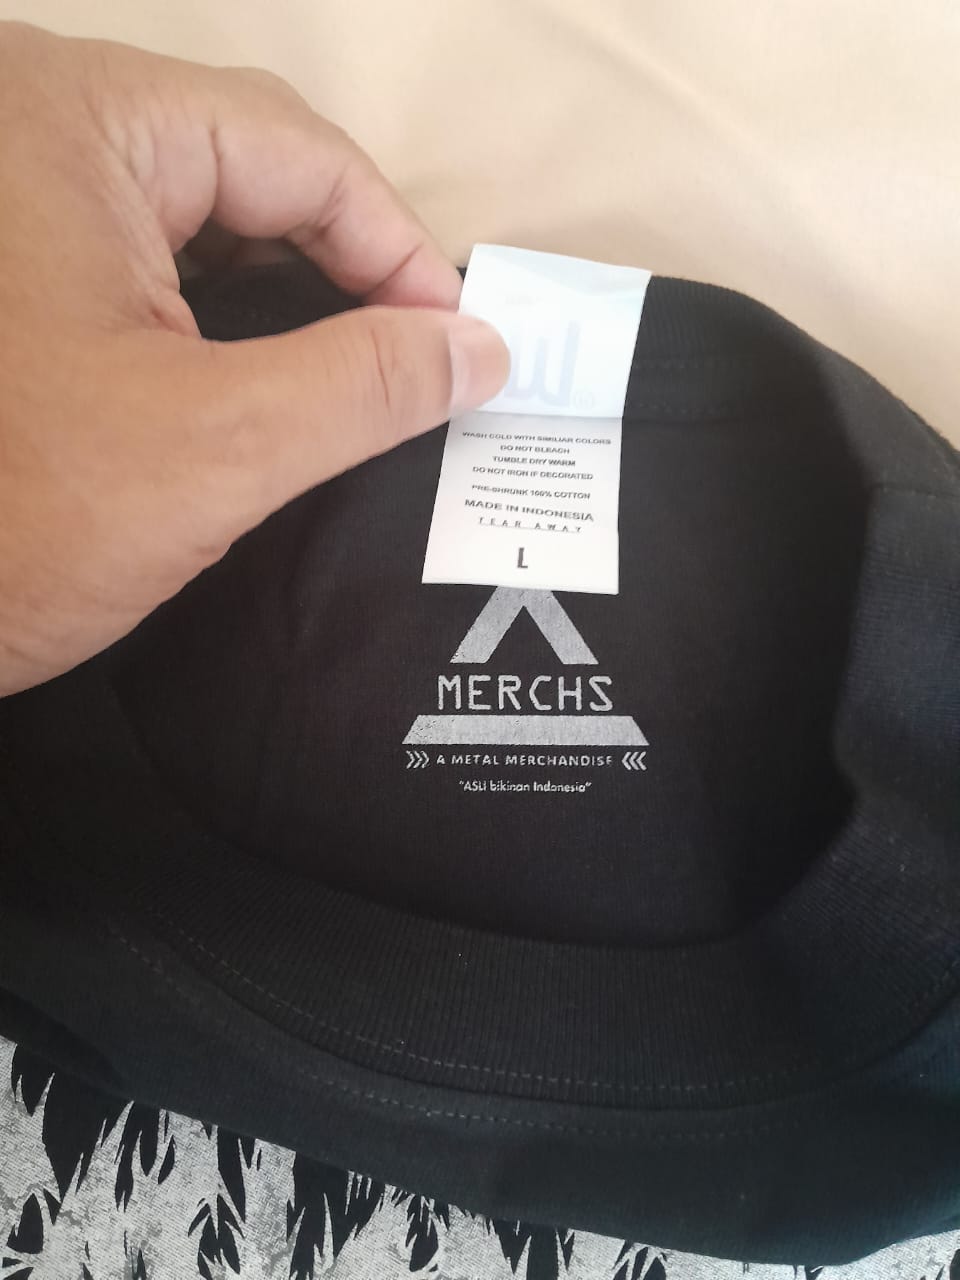 WASH COLD WITH SIMILIAR COLORS
DO NOT BLEACH
TUMBLE DRY WARM
DO NOT IRON IF DECORATED
PRE-SHRUNK 100% COTTON
MADE IN INDONESIA
TEAR AWAY
L
MERCHS
A METAL MERCHANDISE
"ASLI bikinan Indonesia"